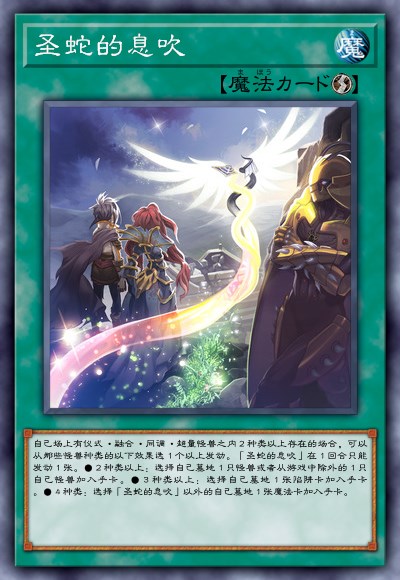 圣蛇的息吹
魔
【魔法カード】
まほう
自己场上有仪式·融合·同调·超量怪兽之内2种类以上存在的场合，可以
从那些怪兽种类的以下效果选1个以上发动。「圣蛇的息吹」在1回合只能
发动1张。●2种类以上：选择自己墓地1只怪兽或者从游戏中除外的1只
自己怪兽加入手卡。●3种类以上：选择自己墓地1张陷阱卡加入手卡
。●4种类：选择「圣蛇的息吹」以外的自己墓地1张魔法卡加入手卡。